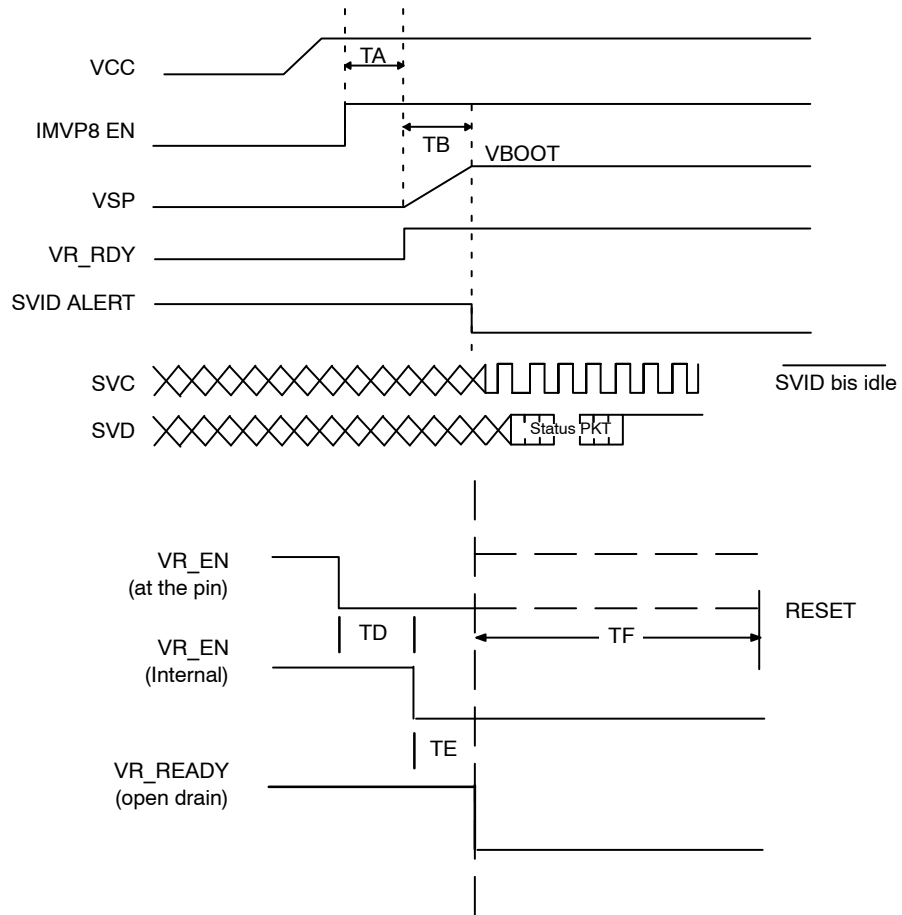 TA
VCC
IMVP8 EN
TB
VBOOT
VSP
VR_RDY
SVID ALERT
SVC
SVID bis idle
SVD
Status PKT
VR_EN
(at the pin)
RESET
TD
TF
VR_EN
(Internal)
TE
VR_READY
(open drain)